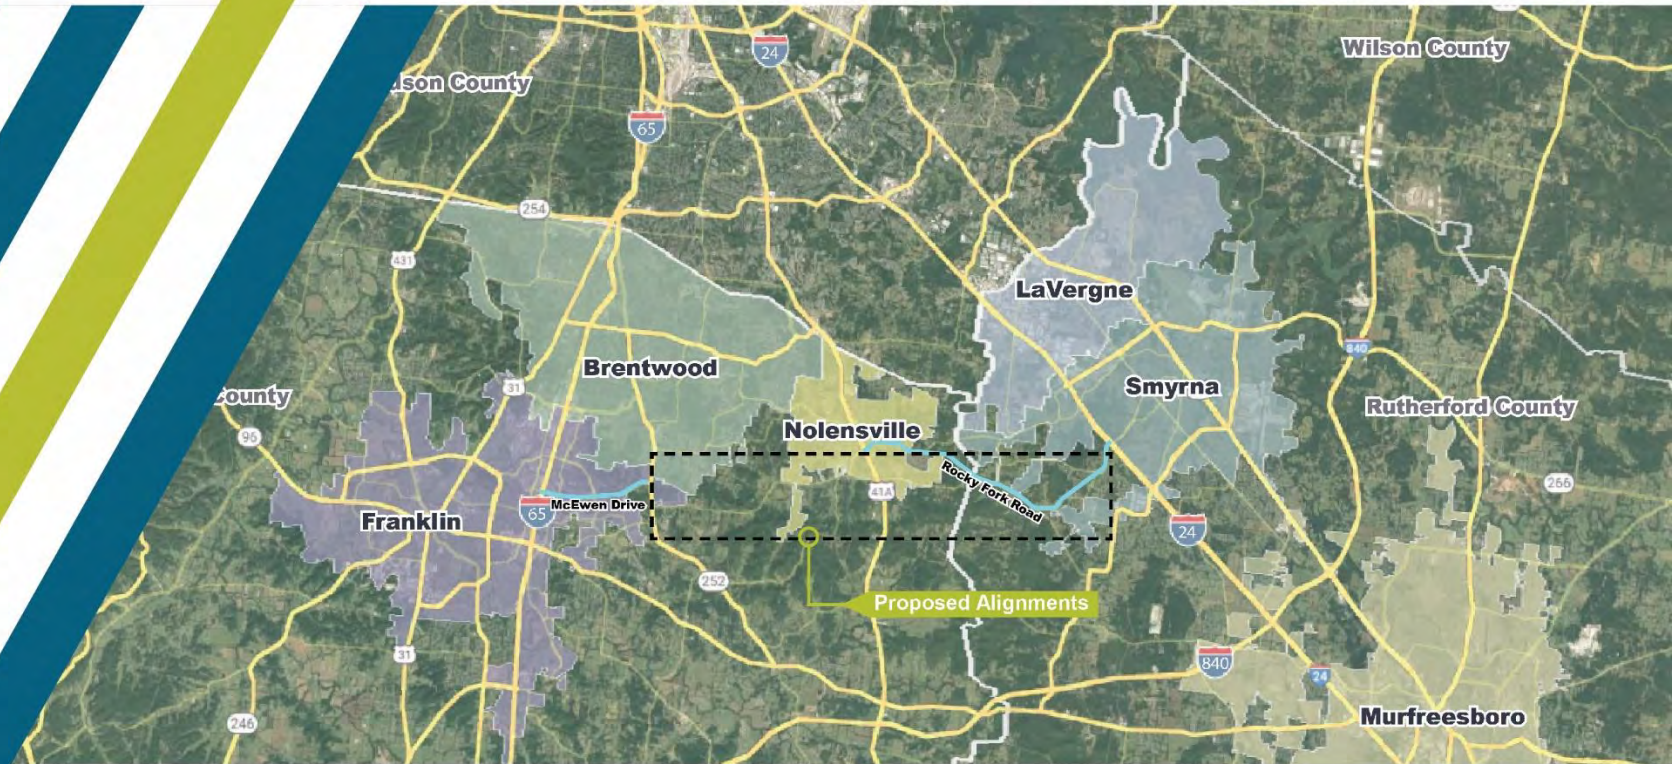 24
Wilson County
dson County
65
254
431
LaVergne
840
Brentwood
31
Smyrna
County
Rutherford County
96
Nolensville
Rocky Fork Road
266
41A
McEwen Drive
65
Franklin
24
252
Proposed Alignments
31
840
24
246
Murfreesboro